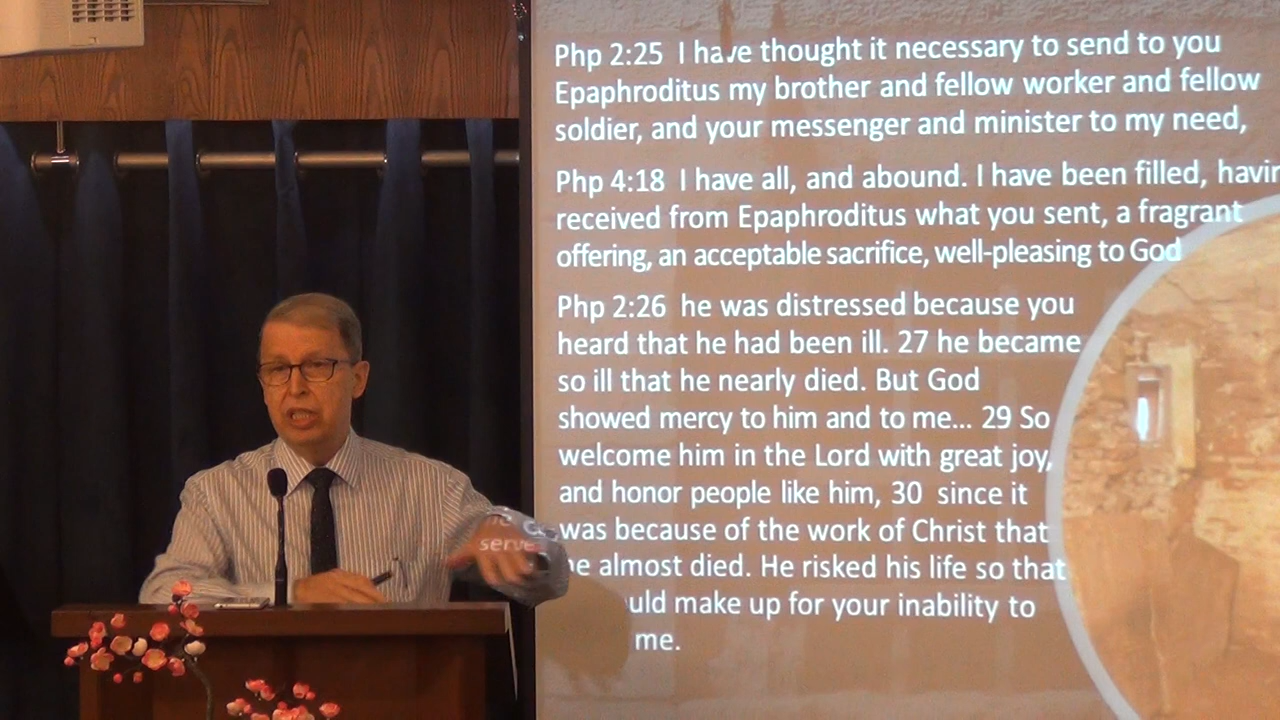 Php 2:25 I have thought it necessary to send to you
Epaphroditus my brother and fellow worker and fellow
soldier, and your messenger and minister to my need,
Php 4:18 I have all, and abound. I have been filled, havin
received from Epaphroditus what you sent, a fragrant
offering, an acceptable sacrifice, well-pleasing to God
Php 2:26 he was distressed because you
heard that he had been ill. 27 he became
so ill that he nearly died. But God
showed mercy to him and to me... 29 So
welcome him in the Lord with great joy,
and honor people like him, 30 since it
was because of the work of Christ that
he almost died. He risked his life so that
uld make up for your inability to
serve me.